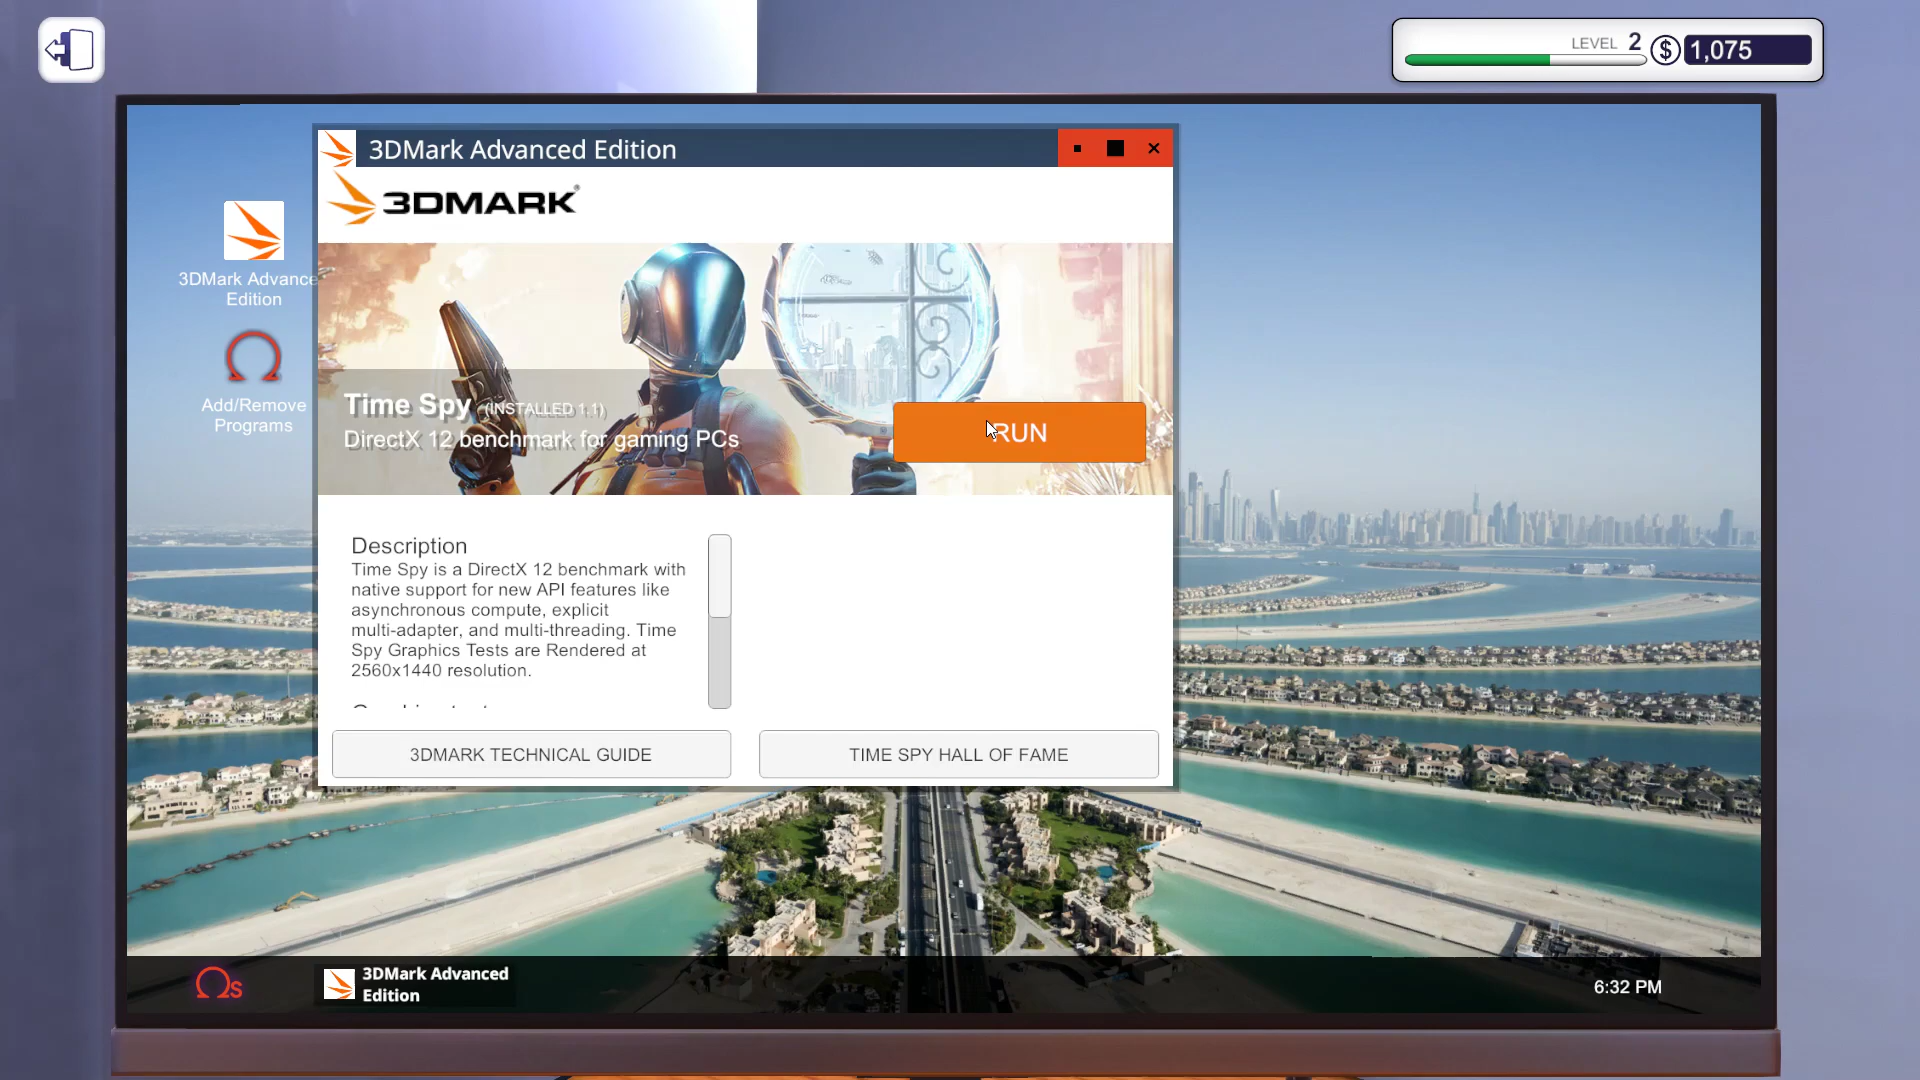 LEVEL 2
$ 1,075
3DMark Advanced Edition
3DMARK®
3DMark Advance
Edition
Add/Remove
Programs
Time Spy (INSTALLED 1.1)
DirectX 12 benchmark for gaming PCs
RUN
Description
Time Spy is a DirectX 12 benchmark with
native support for new API features like
asynchronous compute, explicit
multi-adapter, and multi-threading. Time
Spy Graphics Tests are Rendered at
2560x1440 resolution.
3DMARK TECHNICAL GUIDE
TIME SPY HALL OF FAME
Ωs
3DMark Advanced
Edition
6:32 PM